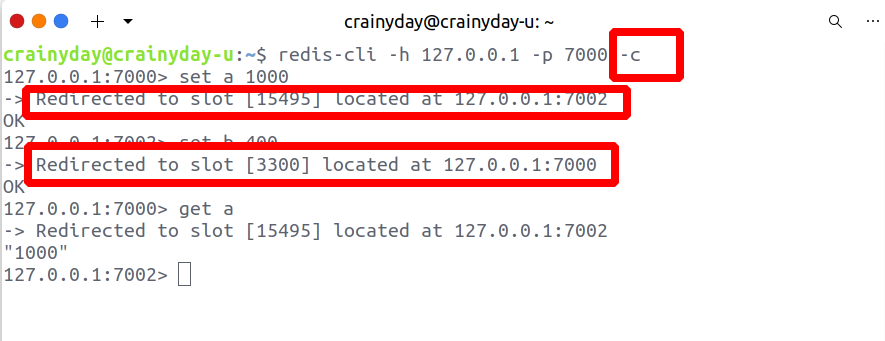 crainyday@crainyday-u: ~
crainyday@crainyday-u:~$ redis-cli -h 127.0.0.1 -p 7000 -c
127.0.0.1:7000> set a 1000
-> Redirected to slot [15495] located at 127.0.0.1:7002
OK
127.0.0.1:7002> set b 400
-> Redirected to slot [3300] located at 127.0.0.1:7000
OK
127.0.0.1:7000> get a
-> Redirected to slot [15495] located at 127.0.0.1:7002
"1000"
127.0.0.1:7002>